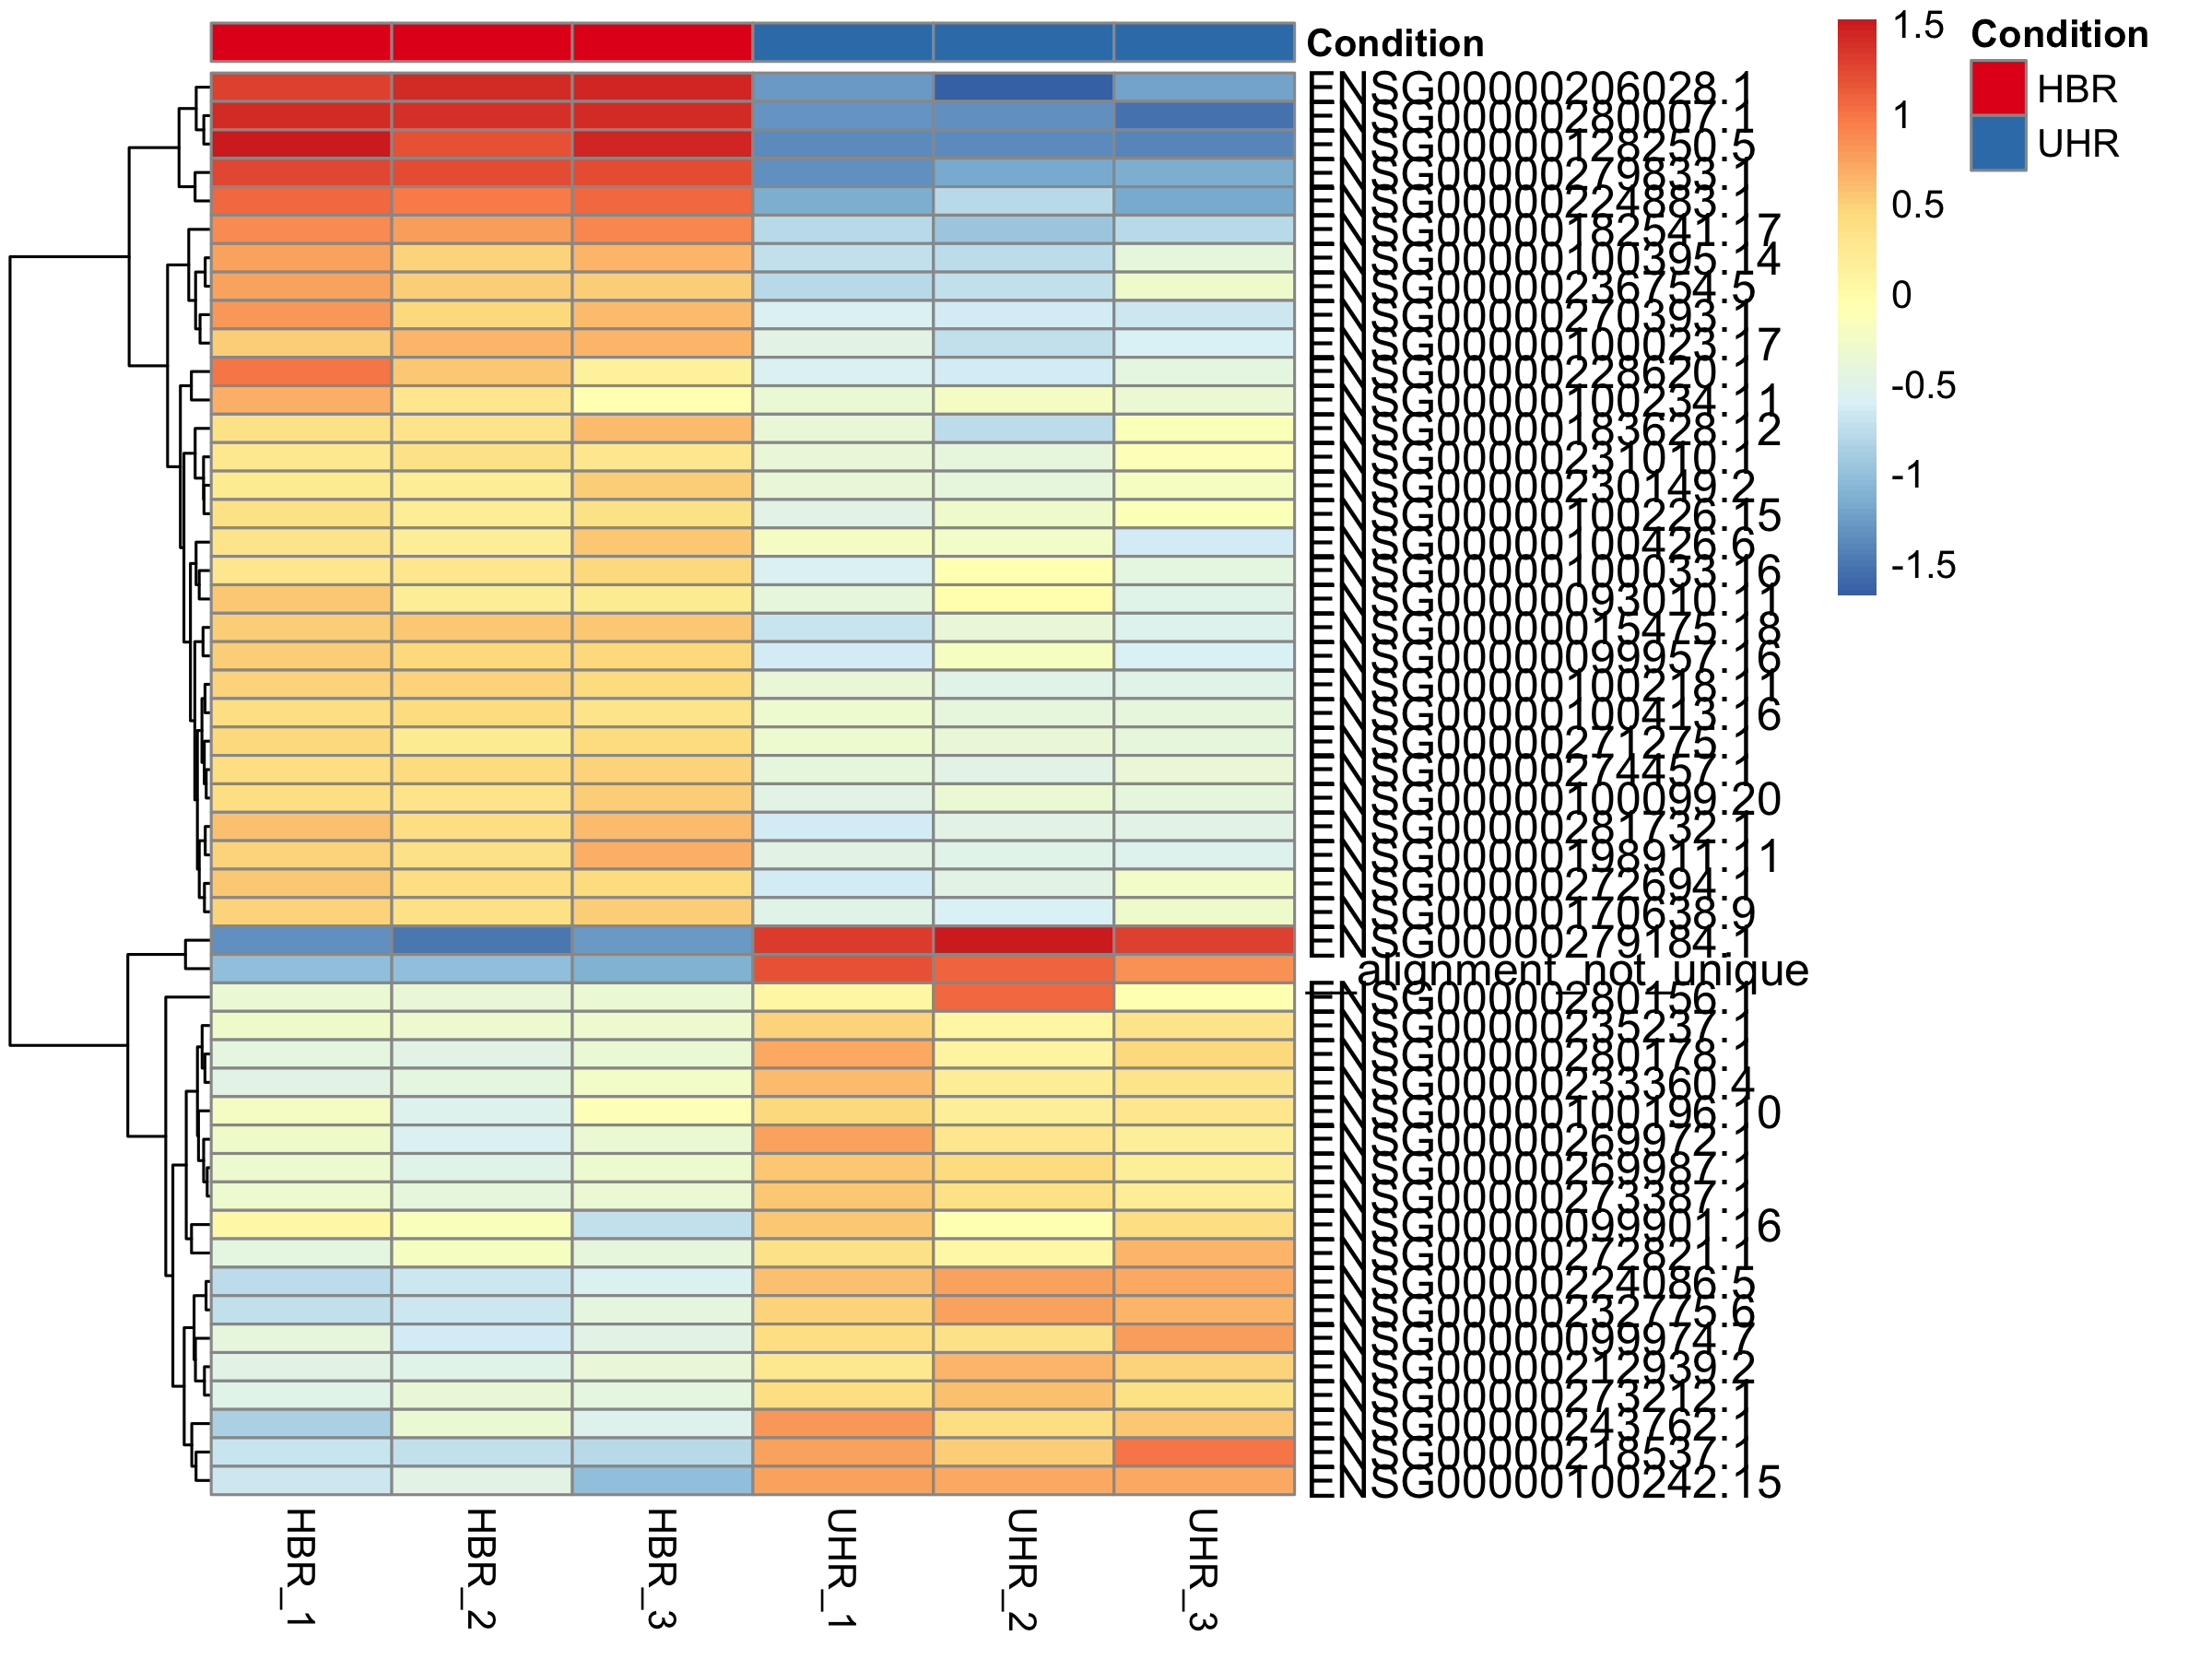 Condition
ENSG00000206028.1
ENSG00000280007.1
ENSG00000128250.5
ENSG00000279833.1
ENSG00000224883.1
ENSG00000182541.17
ENSG00000100395.14
ENSG00000236754.5
ENSG00000270393.1
ENSG00000100023.17
ENSG00000228620.1
ENSG00000100234.11
ENSG00000183628.12
ENSG00000231010.1
ENSG00000230149.2
ENSG00000100226.15
ENSG00000100426.6
ENSG00000100033.16
ENSG00000093010.11
ENSG00000015475.18
ENSG00000099957.16
ENSG00000100218.11
ENSG00000100413.16
ENSG00000271275.1
ENSG00000274457.1
ENSG00000100099.20
ENSG00000281732.1
ENSG00000198911.11
ENSG00000272694.1
ENSG00000170638.9
ENSG00000279184.1
__alignment_not_unique
ENSG00000280156.1
ENSG00000235237.1
ENSG00000280178.1
ENSG00000233360.4
ENSG00000100196.10
ENSG00000269972.1
ENSG00000269987.1
ENSG00000273387.1
ENSG00000099901.16
ENSG00000272821.1
ENSG00000224086.5
ENSG00000232775.6
ENSG00000099974.7
ENSG00000212939.2
ENSG00000273212.1
ENSG00000243762.1
ENSG00000218537.1
ENSG00000100242.15
HBR_1
HBR_2
HBR_3
UHR_1
UHR_2
UHR_3
1.5
1
0.5
0
-0.5
-1
-1.5
Condition
HBR
UHR